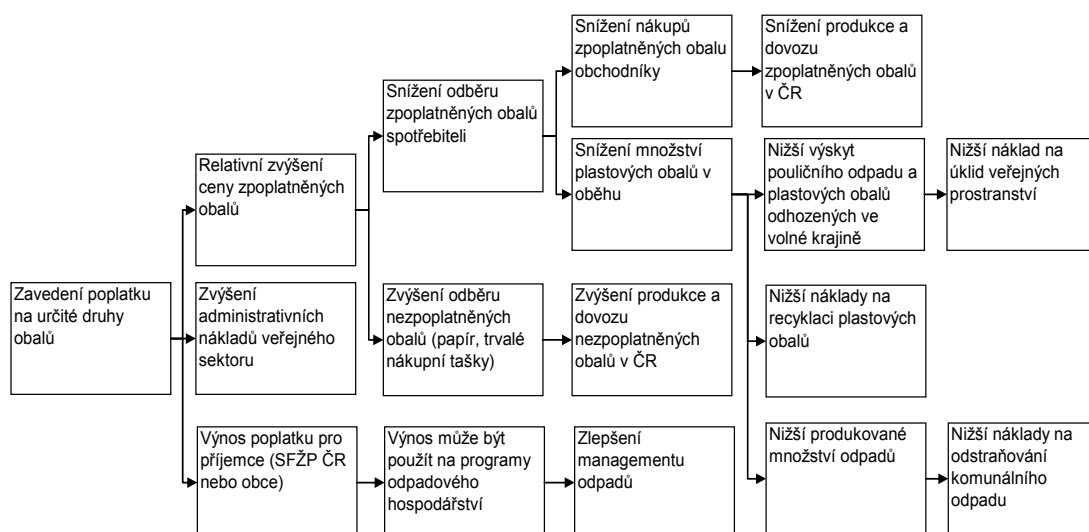 Zavedení poplatku
na určité druhy
obalů
Relativní zvýšení
ceny zpoplatněných
obalů
Zvýšení
administrativních
nákladů veřejného
sektoru
Výnos poplatku pro
příjemce (SFŽP ČR
nebo obce)
Snížení odběru
zpoplatněných obalů
spotřebiteli
Zvýšení odběru
nezpoplatněných
obalů (papír, trvalé
nákupní tašky)
Výnos může být
použít na programy
odpadového
hospodářství
Snížení nákupů
zpoplatněných obalu
obchodníky
Snížení množství
plastových obalů v
oběhu
Zvýšení produkce a
dovozu
nezpoplatněných
obalů v ČR
Zlepšení
managementu
odpadů
Snížení produkce a
dovozu
zpoplatněných obalů
v ČR
Nižší výskyt
pouličního odpadu a
plastových obalů
odhozených ve
volné krajině
Nižší náklady na
recyklaci plastových
obalů
Nižší produkované
množství odpadů
Nižší náklad na
úklid veřejných
prostranství
Nižší náklady na
odstraňování
komunálního
odpadu